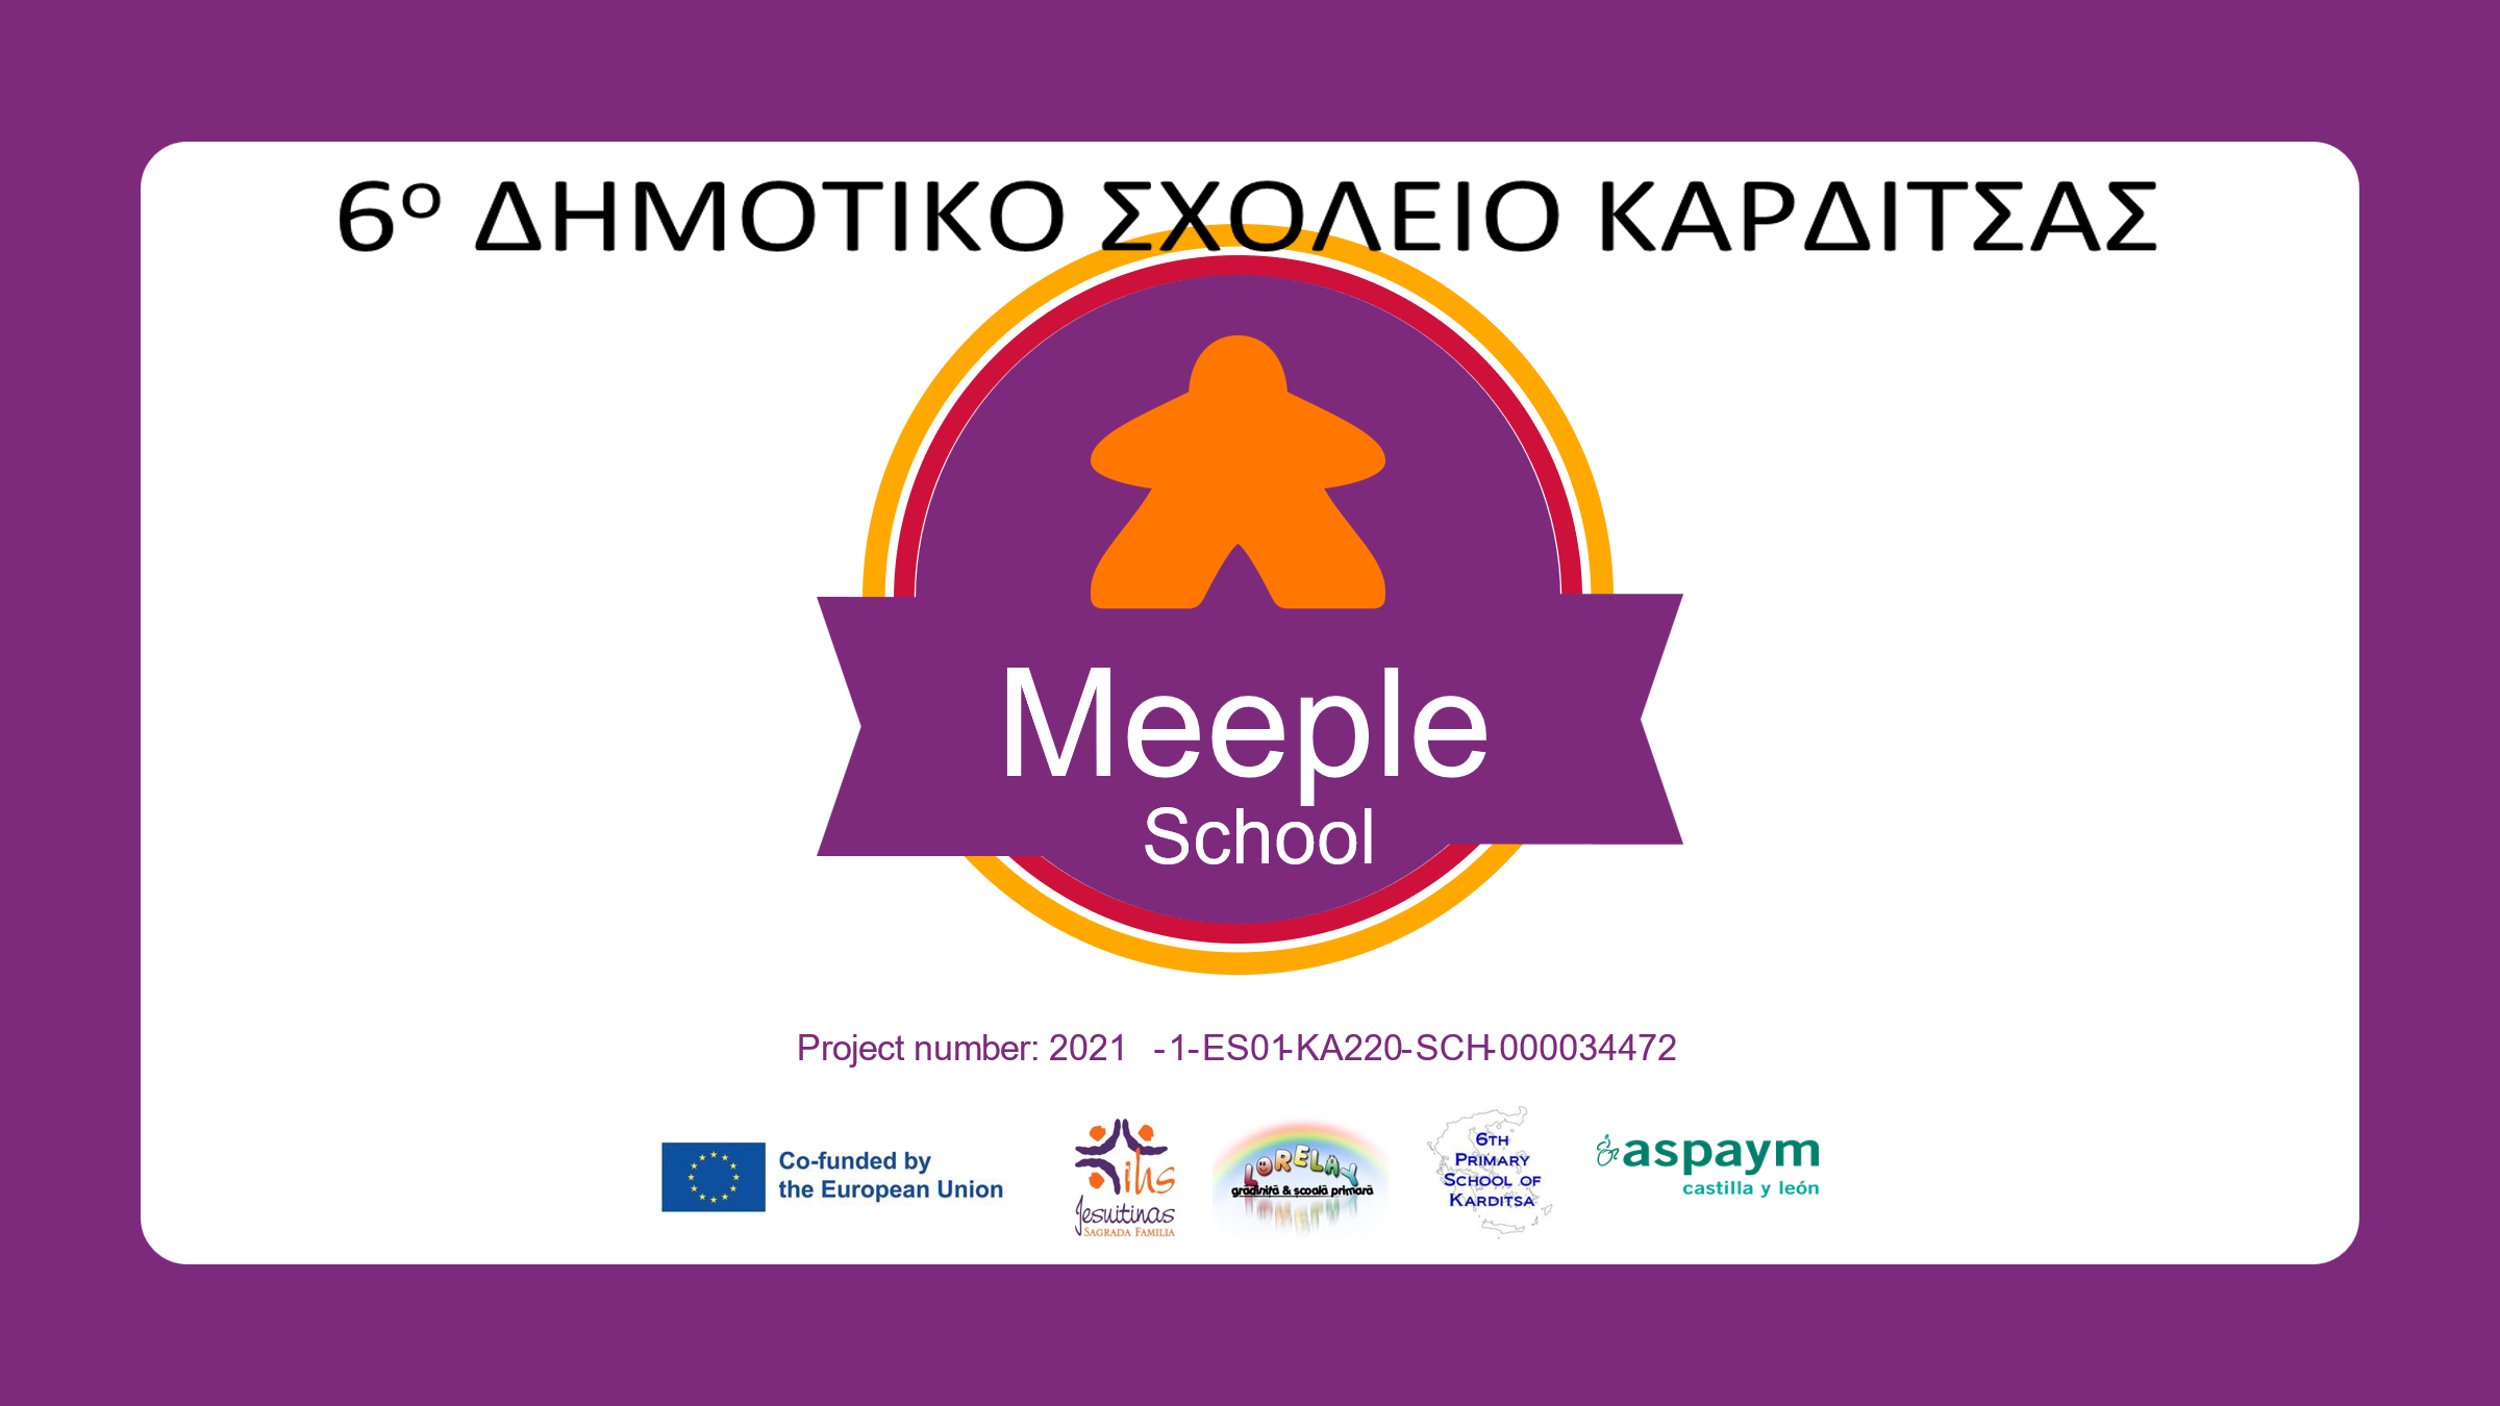 6ο ΔΗΜΟΤΙΚΟ ΣΧΟΛΕΙΟ ΚΑΡΔΙΤΣΑΣ
Meeple
School
Project number: 2021 -1-ES01-KA220-SCH-000034472
Co-funded by
the European Union
ihs
Jesuitinas
SAGRADA FAMILIA
LORELAY
grădiniță & școală primară
6TH
PRIMARY
SCHOOL OF
KARDITSA
aspaym
castilla y león